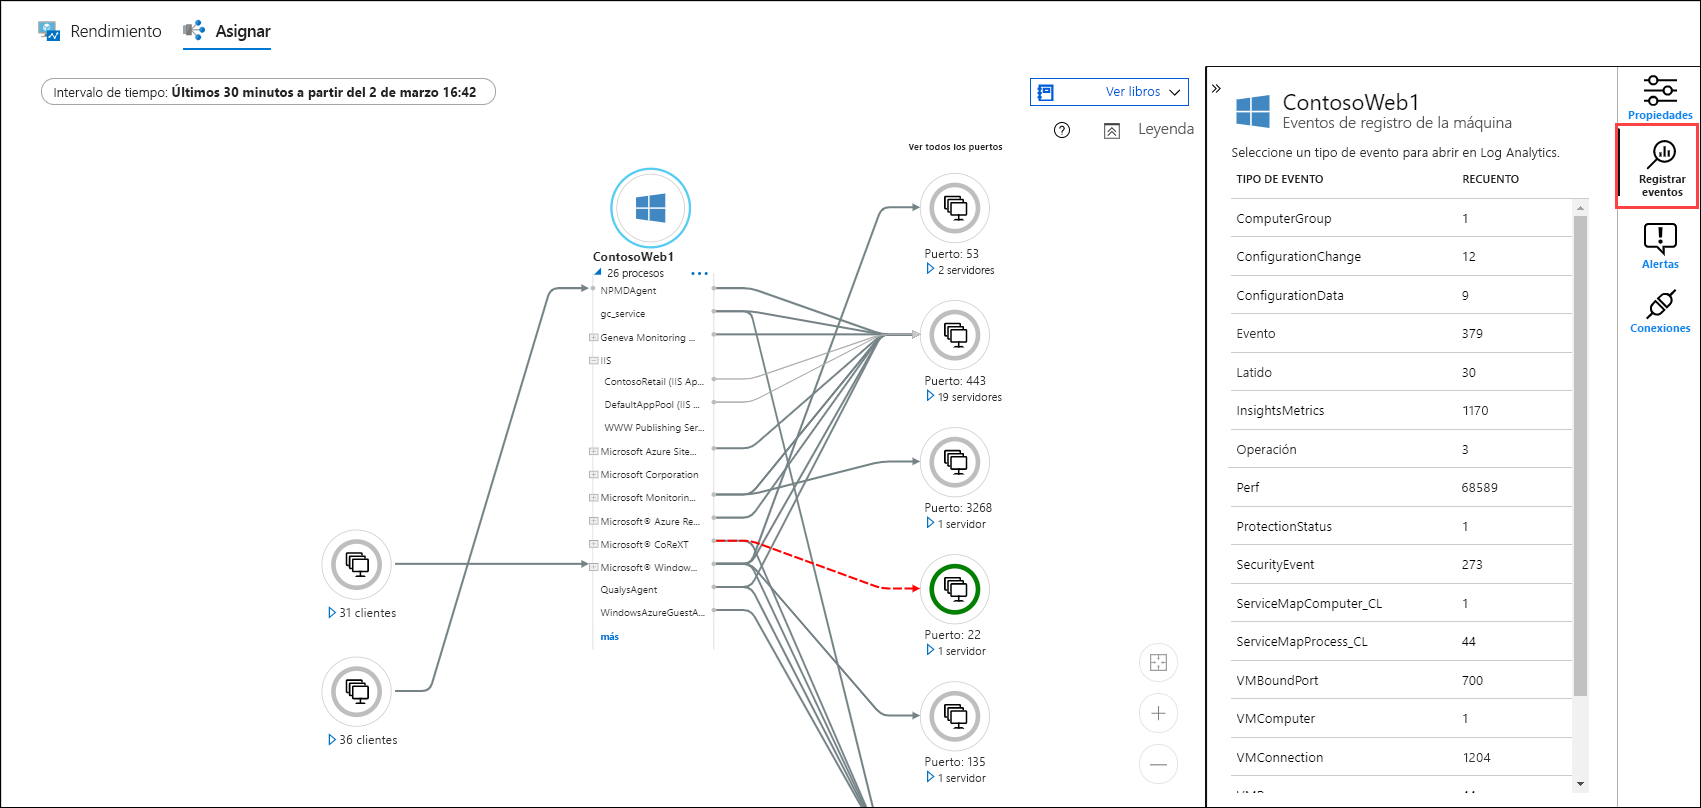 Rendimiento
Asignar
Intervalo de tiempo: Últimos 30 minutos a partir del 2 de marzo 16:42
Ver libros
Leyenda
Ver todos los puertos
ContosoWeb1
26 procesos
NPMDAgent
gc_service
Geneva Monitoring ...
IIS
ContosoRetail (IIS Ap...
DefaultAppPool (IIS ...
WWW Publishing Ser...
Microsoft Azure Site...
Microsoft Corporation
Microsoft Monitorin...
Microsoft® Azure Re...
Microsoft® CoReXT
Microsoft® Window...
QualysAgent
WindowsAzureGuestA...
más
31 clientes
36 clientes
Puerto: 53
2 servidores
Puerto: 443
19 servidores
Puerto: 3268
1 servidor
Puerto: 22
1 servidor
Puerto: 135
1 servidor
ContosoWeb1
Eventos de registro de la máquina
Seleccione un tipo de evento para abrir en Log Analytics.
TIPO DE EVENTO RECUENTO
ComputerGroup 1
ConfigurationChange 12
ConfigurationData 9
Evento 379
Latido 30
InsightsMetrics 1170
Operación 3
Perf 68589
ProtectionStatus 1
SecurityEvent 273
ServiceMapComputer_CL 1
ServiceMapProcess_CL 44
VMBoundPort 700
VMComputer 1
VMConnection 1204
Propiedades
Registrar
eventos
Alertas
Conexiones